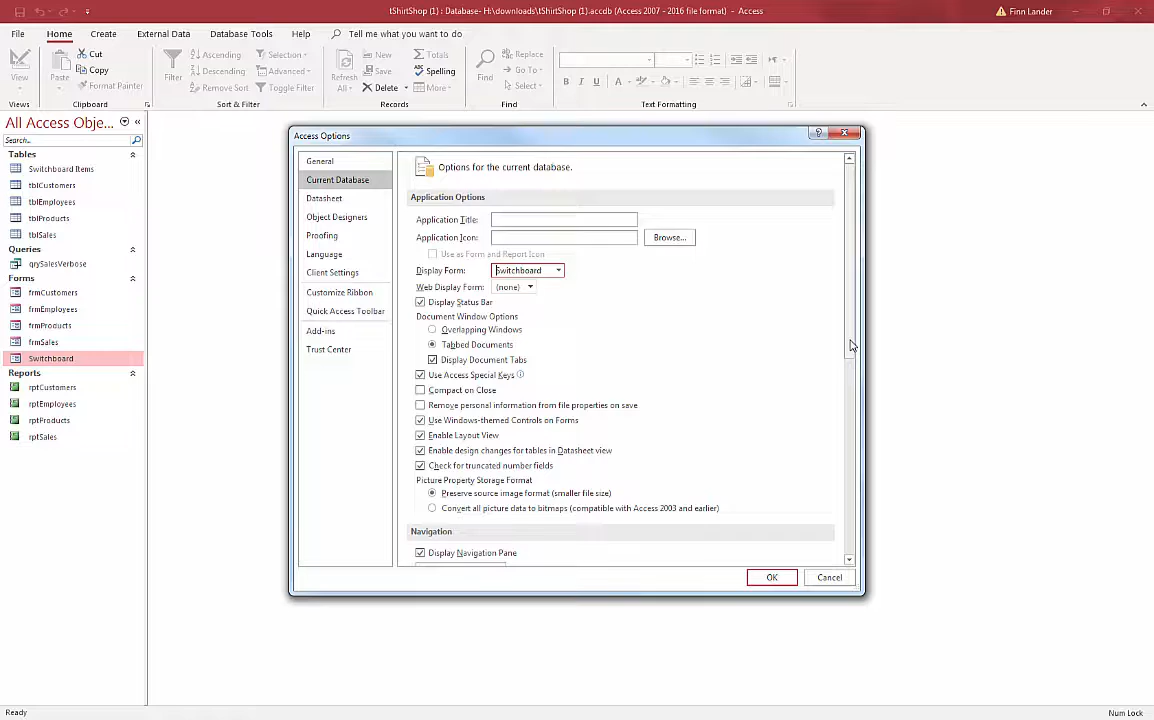 tShirtShop (1) : Database- H:\downloads\tShirtShop (1).accdb (Access 2007 - 2016 file format) - Access
Finn Lander
File Home Create External Data Database Tools Help Tell me what you to do
View
Views
Paste
Cut
Copy
Format Painter
Clipboard
Filter
Ascending
Descending
Remove Sort
Selection
Advanced
Toggle Filter
Sort & Filter
Refresh All
New
Save
Delete
Totals
Spelling
More
Records
Find
Replace
Go To
Select
Find
B I U A
Text Formatting
All Access Obje...
Search...
Tables
Switchboard Items
tblCustomers
tblEmployees
tblProducts
tblSales
Queries
qrySalesVerbose
Forms
frmCustomers
frmEmployees
frmProducts
frmSales
Switchboard
Reports
rptCustomers
rptEmployees
rptProducts
rptSales
Access Options
?
General
Current Database
Datasheet
Object Designers
Proofing
Language
Client Settings
Customize Ribbon
Quick Access Toolbar
Add-ins
Trust Center
Options for the current database.
Application Options
Application Title:
Application Icon:
Browse...
Use as Form and Report Icon
Display Form: Switchboard
Web Display Form: (none)
Display Status Bar
Document Window Options
Overlapping Windows
Tabbed Documents
Display Document Tabs
Use Access Special Keys
Compact on Close
Remove personal information from file properties on save
Use Windows-themed Controls on Forms
Enable Layout View
Enable design changes for tables in Datasheet view
Check for truncated number fields
Picture Property Storage Format
Preserve source image format (smaller file size)
Convert all picture data to bitmaps (compatible with Access 2003 and earlier)
Navigation
Display Navigation Pane
OK Cancel
Ready
Num Lock